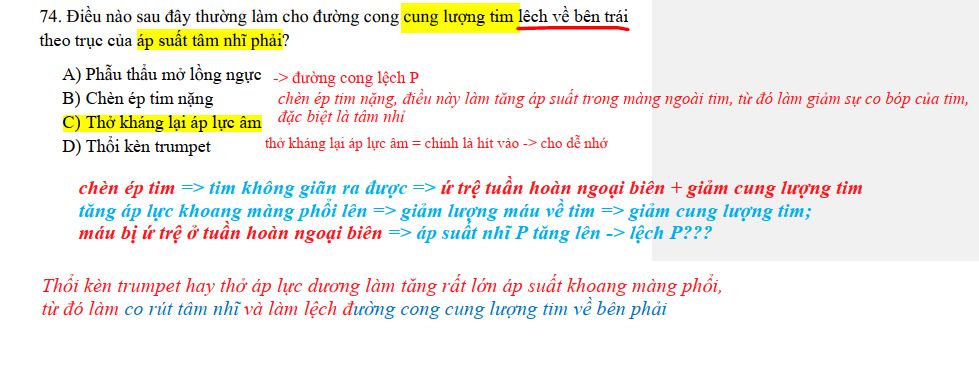 74. Điều nào sau đây thường làm cho đường cong cung lượng tim lệch về bên trái
theo trục của áp suất tâm nhĩ phải?
A) Phẫu thẩu mở lồng ngực -> đường cong lệch P
B) Chèn ép tim nặng chèn ép tim nặng, điều này làm tăng áp suất trong màng ngoài tim, từ đó làm giảm sự co bóp của tim,
đặc biệt là tâm nhí
C) Thở kháng lại áp lực âm
D) Thổi kèn trumpet thở kháng lại áp lực âm = chính là hít vào -> cho dễ nhớ
chèn ép tim => tim không giãn ra được => ứ trệ tuần hoàn ngoại biên + giảm cung lượng tim
tăng áp lực khoang màng phổi lên => giảm lượng máu về tim => giảm cung lượng tim;
máu bị ứ trệ ở tuần hoàn ngoại biên => áp suất nhĩ P tăng lên -> lệch P???
Thổi kèn trumpet hay thở áp lực dương làm tăng rất lớn áp suất khoang màng phổi,
từ đó làm co rút tâm nhĩ và làm lệch đường cong cung lượng tim về bên phải